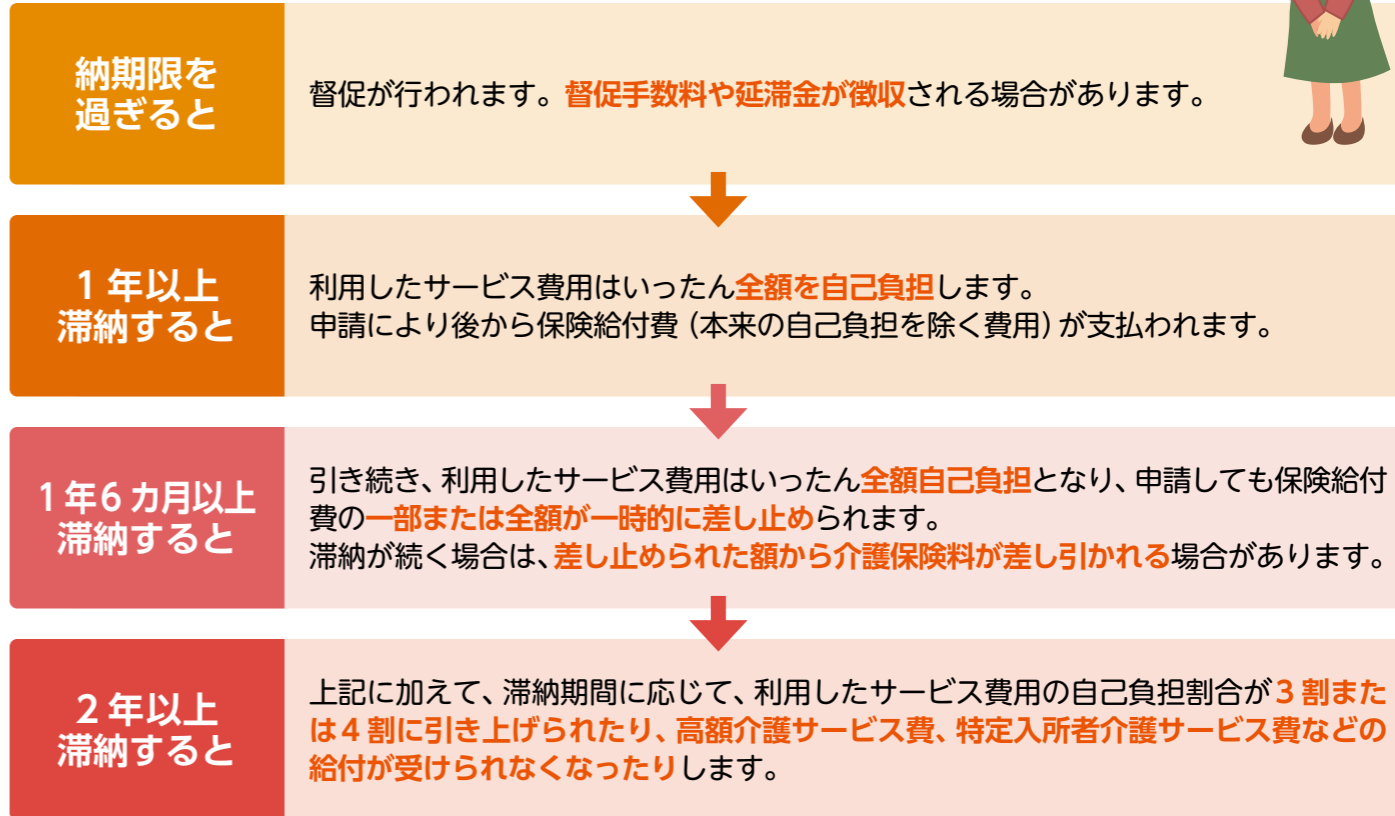 納期限を
過ぎると
督促が行われます。督促手数料や延滞金が徴収される場合があります。
1年以上
滞納すると
利用したサービス費用はいったん全額を自己負担します。
申請により後から保険給付費（本来の自己負担を除く費用）が支払われます。
1年6カ月以上
滞納すると
引き続き、利用したサービス費用はいったん全額自己負担となり、申請しても保険給付
費の一部または全額が一時的に差し止められます。
滞納が続く場合は、差し止められた額から介護保険料が差し引かれる場合があります。
2年以上
滞納すると
上記に加えて、滞納期間に応じて、利用したサービス費用の自己負担割合が3割また
は4割に引き上げられたり、高額介護サービス費、特定入所者介護サービス費などの
給付が受けられなくなったりします。